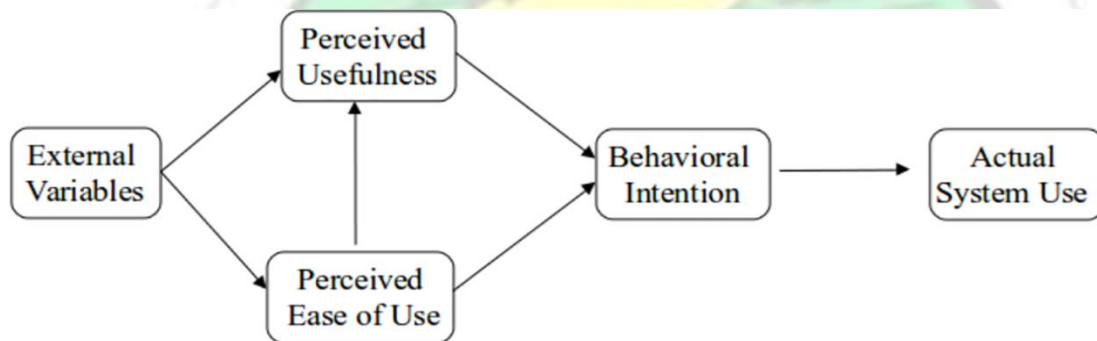 Perceived
Usefulness
External
Variables
Behavioral
Intention
Actual
System Use
Perceived
Ease of Use